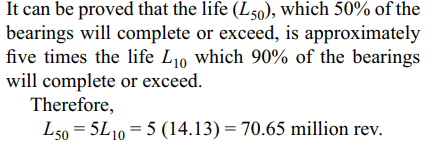 It can be proved that the life (L₅₀), which 50% of the
bearings will complete or exceed, is approximately
five times the life L₁₀ which 90% of the bearings
will complete or exceed.
Therefore,
L₅₀ = 5L₁₀ = 5 (14.13) = 70.65 million rev.